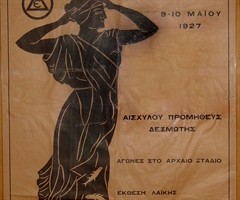 9-10 ΜΑΪΟΥ
1927
ΑΙΣΧΥΛΟΥ ΠΡΟΜΗΘΕΥΣ
ΔΕΣΜΩΤΗΣ
ΑΓΩΝΕΣ ΣΤΟ ΑΡΧΑΙΟ ΣΤΑΔΙΟ
ΕΚΘΕΣΗ ΛΑΪΚΗΣ